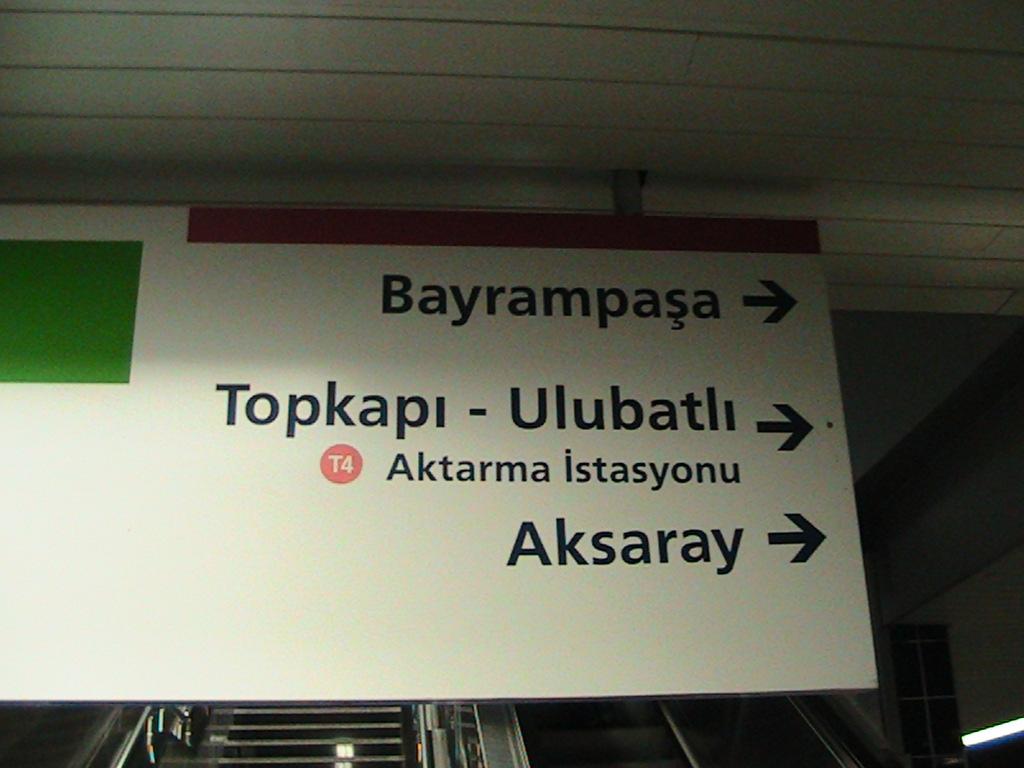 Bayrampaşa →
Topkapı - Ulubatlı →
T4 Aktarma İstasyonu
Aksaray →